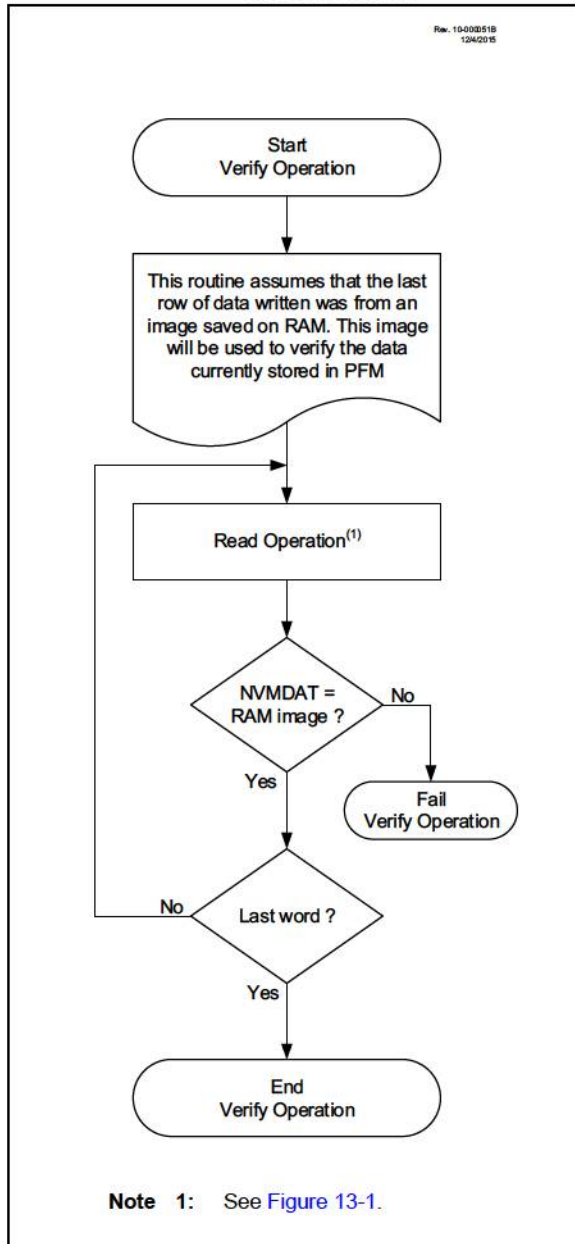 Rev. 10-000051B
12/4/2015
Start
Verify Operation
This routine assumes that the last
row of data written was from an
image saved on RAM. This image
will be used to verify the data
currently stored in PFM
Read Operation(1)
NVMDAT =
RAM image ?
No
Yes
Fail
Verify Operation
No
Last word ?
Yes
End
Verify Operation
Note 1: See Figure 13-1.